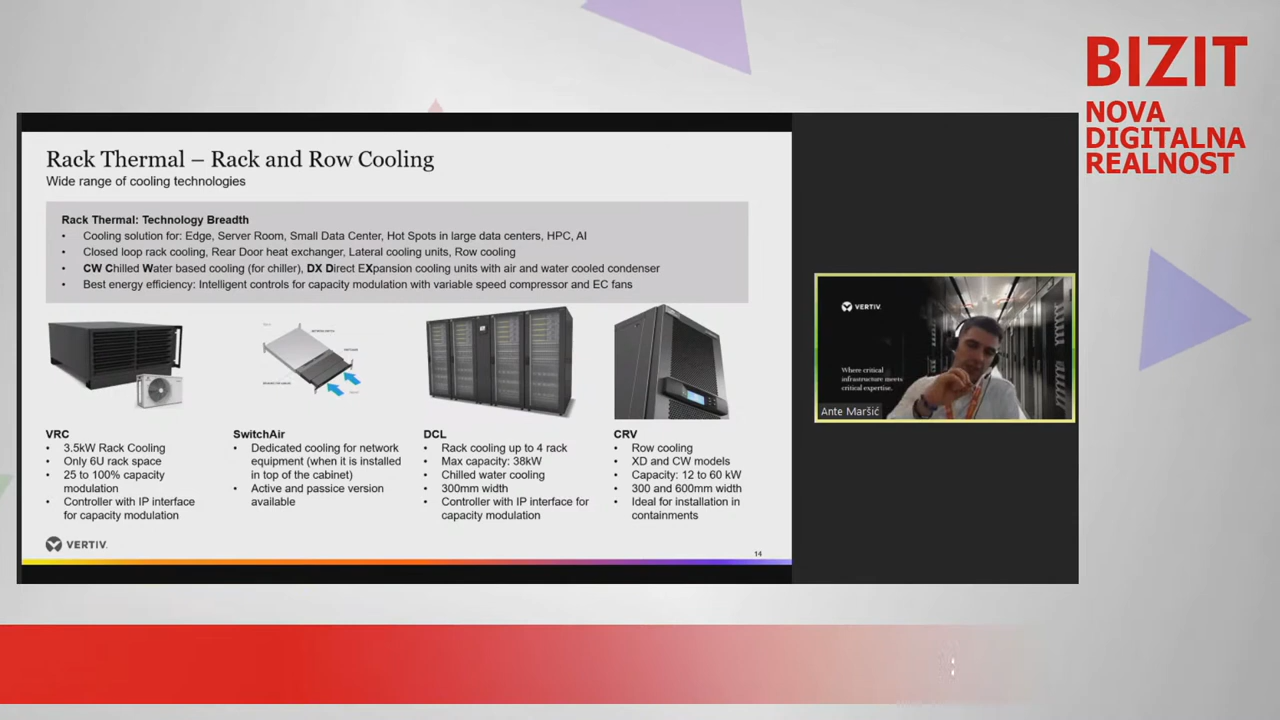 BIZIT
NOVA
DIGITALNA
REALNOST
Rack Thermal – Rack and Row Cooling
Wide range of cooling technologies
Rack Thermal: Technology Breadth
• Cooling solution for: Edge, Server Room, Small Data Center, Hot Spots in large data centers, HPC, AI
• Closed loop rack cooling, Rear Door heat exchanger, Lateral cooling units, Row cooling
• CW Chilled Water based cooling (for chiller), DX Direct EXpansion cooling units with air and water cooled condenser
• Best energy efficiency: Intelligent controls for capacity modulation with variable speed compressor and EC fans
VRC
• 3.5kW Rack Cooling
• Only 6U rack space
• 25 to 100% capacity
modulation
• Controller with IP interface
for capacity modulation
SwitchAir
• Dedicated cooling for network
equipment (when it is installed
in top of the cabinet)
• Active and passive version
available
DCL
• Rack cooling up to 4 rack
• Max capacity: 38kW
• Chilled water cooling
• 300mm width
• Controller with IP interface for
capacity modulation
CRV
• Row cooling
• XD and CW models
• Capacity: 12 to 60 kW
• 300 and 600mm width
• Ideal for installation in
containments
VERTIV.
14
VERTIV
Where critical
infrastructure meets
critical expertise.
Ante Maršić